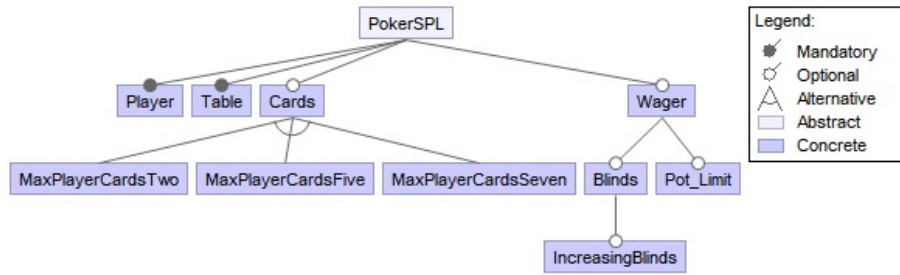 PokerSPL
Legend:
Mandatory
Optional
Alternative
Abstract
Concrete
Player
Table
Cards
Wager
MaxPlayerCardsTwo
MaxPlayerCardsFive
MaxPlayerCardsSeven
Blinds
Pot_Limit
IncreasingBlinds